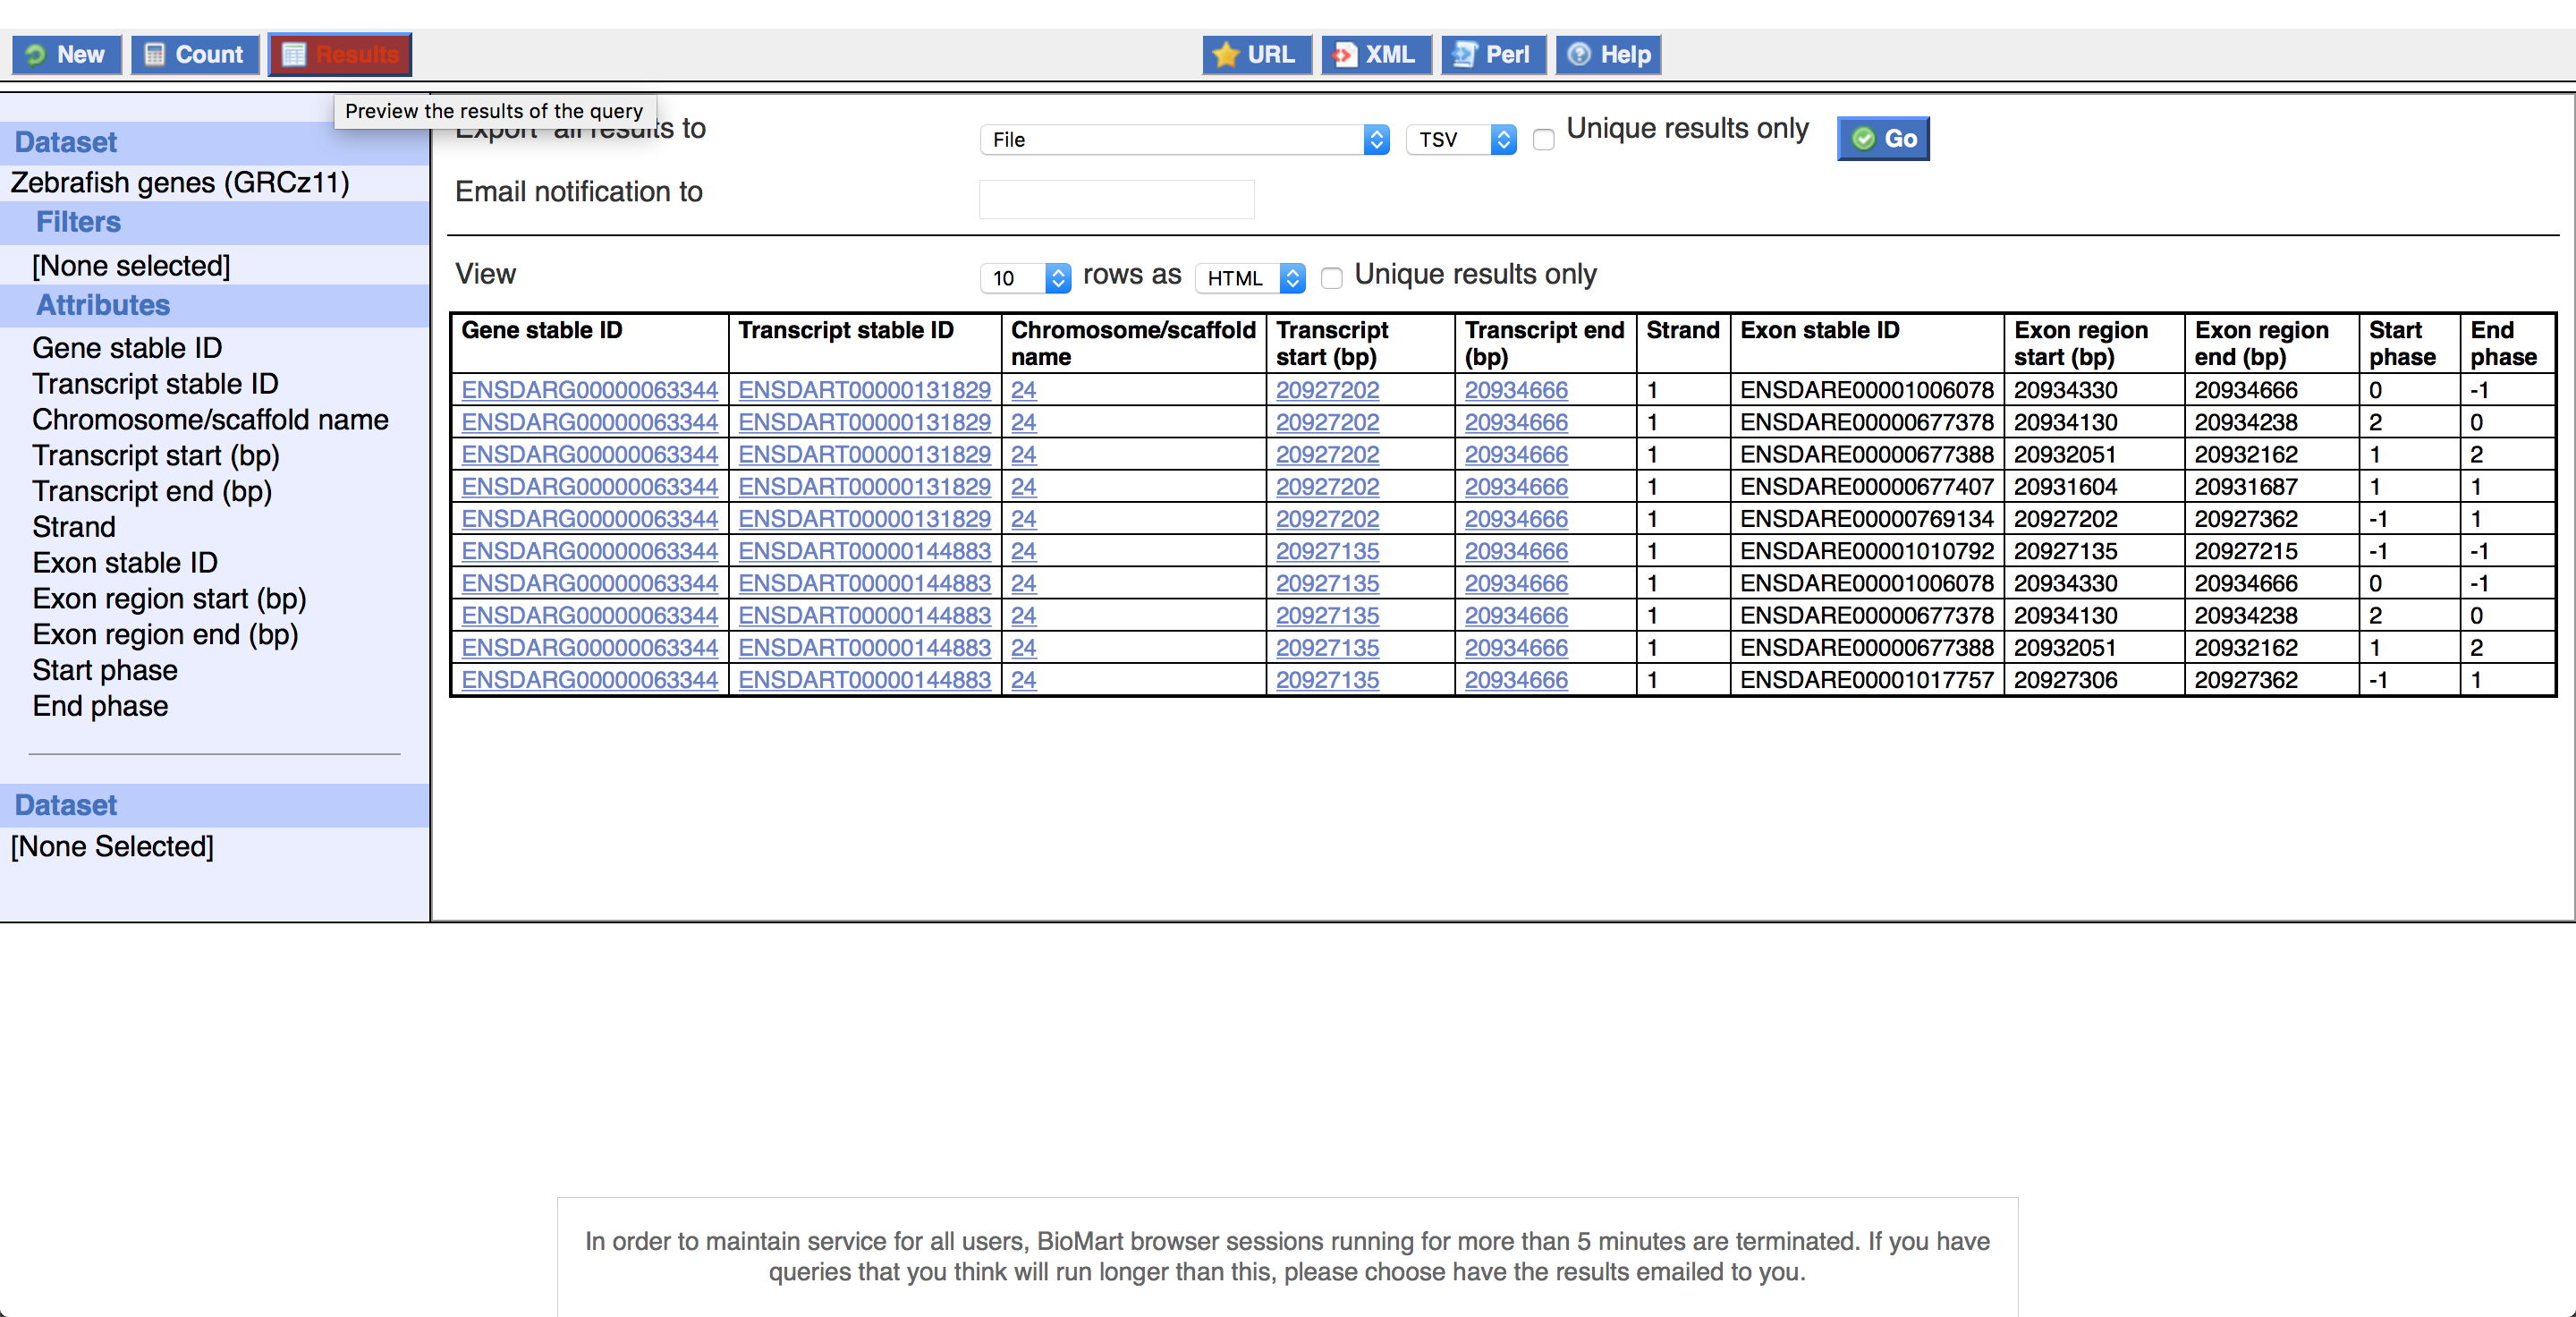 New Count Results URL XML Perl Help
Preview the results of the query
Dataset
Zebrafish genes (GRCz11)
Filters
[None selected]
Attributes
Gene stable ID
Transcript stable ID
Chromosome/scaffold name
Transcript start (bp)
Transcript end (bp)
Strand
Exon stable ID
Exon region start (bp)
Exon region end (bp)
Start phase
End phase
Dataset
[None Selected]
Export all results to File TSV Unique results only Go
Email notification to
View 10 rows as HTML Unique results only
Gene stable ID Transcript stable ID Chromosome/scaffold name Transcript start (bp) Transcript end (bp) Strand Exon stable ID Exon region start (bp) Exon region end (bp) Start phase End phase
ENSDARG00000063344 ENSDART00000131829 24 20927202 20934666 1 ENSDARE00001006078 20934330 20934666 0 -1
ENSDARG00000063344 ENSDART00000131829 24 20927202 20934666 1 ENSDARE00000677378 20934130 20934238 2 0
ENSDARG00000063344 ENSDART00000131829 24 20927202 20934666 1 ENSDARE00000677388 20932051 20932162 1 2
ENSDARG00000063344 ENSDART00000131829 24 20927202 20934666 1 ENSDARE00000677407 20931604 20931687 1 1
ENSDARG00000063344 ENSDART00000131829 24 20927202 20934666 1 ENSDARE00000769134 20927202 20927362 -1 1
ENSDARG00000063344 ENSDART00000144883 24 20927135 20934666 1 ENSDARE00001010792 20927135 20927215 -1 -1
ENSDARG00000063344 ENSDART00000144883 24 20927135 20934666 1 ENSDARE00001006078 20934330 20934666 0 -1
ENSDARG00000063344 ENSDART00000144883 24 20927135 20934666 1 ENSDARE00000677378 20934130 20934238 2 0
ENSDARG00000063344 ENSDART00000144883 24 20927135 20934666 1 ENSDARE00000677388 20932051 20932162 1 2
ENSDARG00000063344 ENSDART00000144883 24 20927135 20934666 1 ENSDARE00001017757 20927306 20927362 -1 1
In order to maintain service for all users, BioMart browser sessions running for more than 5 minutes are terminated. If you have
queries that you think will run longer than this, please choose have the results emailed to you.